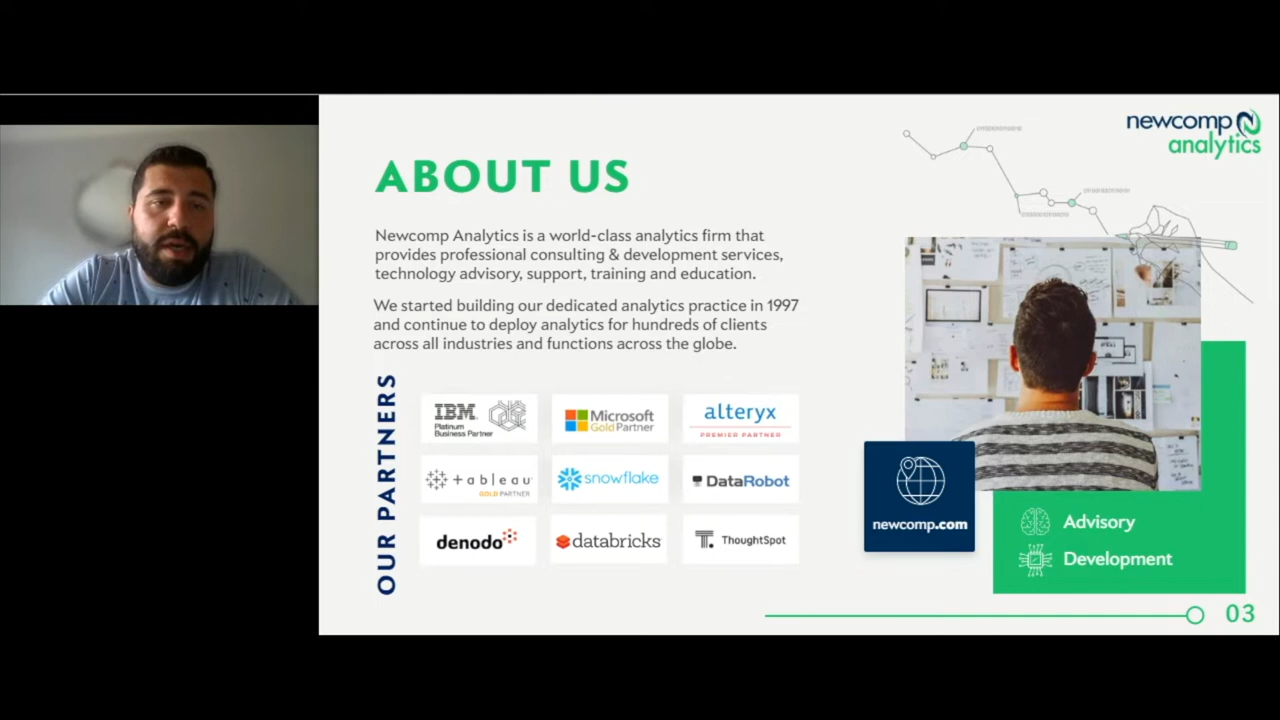 newcomp
analytics
ABOUT US
Newcomp Analytics is a world-class analytics firm that
provides professional consulting & development services,
technology advisory, support, training and education.
We started building our dedicated analytics practice in 1997
and continue to deploy analytics for hundreds of clients
across all industries and functions across the globe.
OUR PARTNERS
IBM
Platinum
Business Partner
Microsoft
Gold Partner
alteryx
PREMIER PARTNER
+ a b l e a u
GOLD PARTNER
snowflake
DataRobot
denodo
databricks
T. ThoughtSpot
newcomp.com
Advisory
Development
03